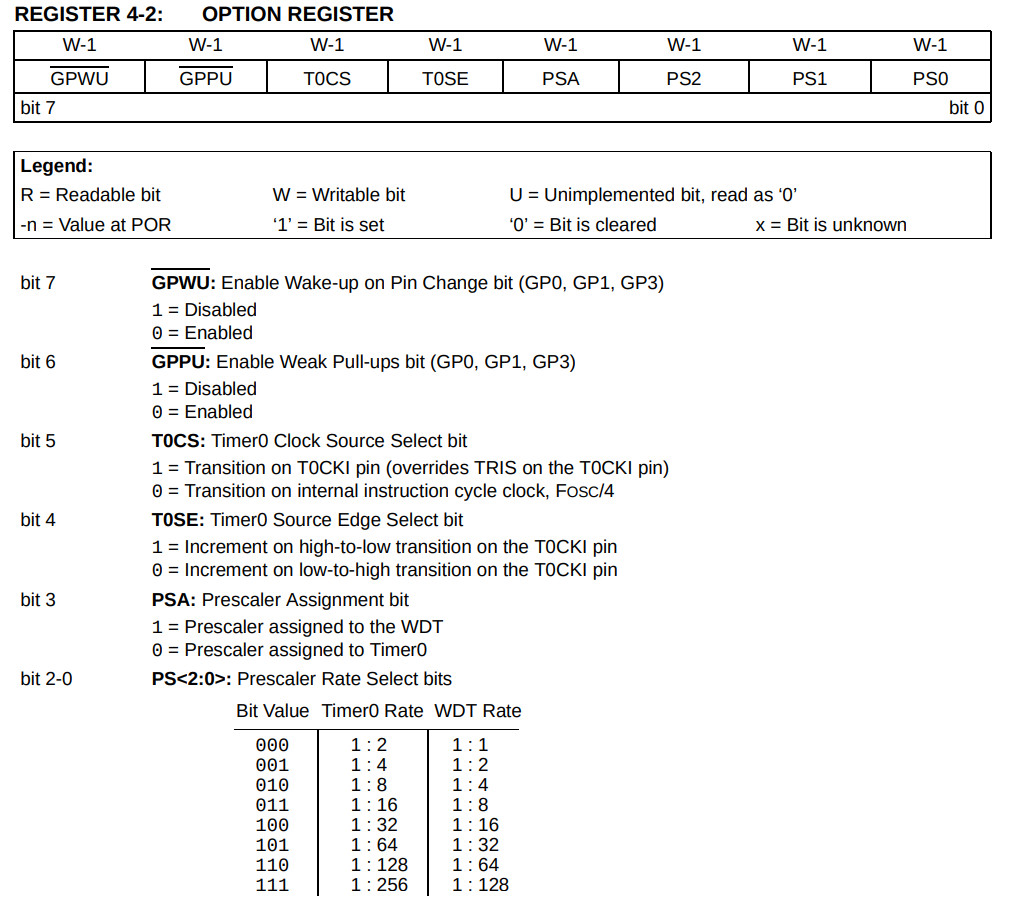 REGISTER 4-2: OPTION REGISTER
W-1 W-1 W-1 W-1 W-1 W-1 W-1 W-1
GPWU GPPU T0CS T0SE PSA PS2 PS1 PS0
bit 7 bit 0
Legend:
R = Readable bit W = Writable bit U = Unimplemented bit, read as ‘0’
-n = Value at POR ‘1’ = Bit is set ‘0’ = Bit is cleared x = Bit is unknown
bit 7 GPWU: Enable Wake-up on Pin Change bit (GP0, GP1, GP3)
1 = Disabled
0 = Enabled
bit 6 GPPU: Enable Weak Pull-ups bit (GP0, GP1, GP3)
1 = Disabled
0 = Enabled
bit 5 T0CS: Timer0 Clock Source Select bit
1 = Transition on T0CKI pin (overrides TRIS on the T0CKI pin)
0 = Transition on internal instruction cycle clock, FOSC/4
bit 4 T0SE: Timer0 Source Edge Select bit
1 = Increment on high-to-low transition on the T0CKI pin
0 = Increment on low-to-high transition on the T0CKI pin
bit 3 PSA: Prescaler Assignment bit
1 = Prescaler assigned to the WDT
0 = Prescaler assigned to Timer0
bit 2-0 PS<2:0>: Prescaler Rate Select bits
Bit Value Timer0 Rate WDT Rate
000 1 : 2 1 : 1
001 1 : 4 1 : 2
010 1 : 8 1 : 4
011 1 : 16 1 : 8
100 1 : 32 1 : 16
101 1 : 64 1 : 32
110 1 : 128 1 : 64
111 1 : 256 1 : 128